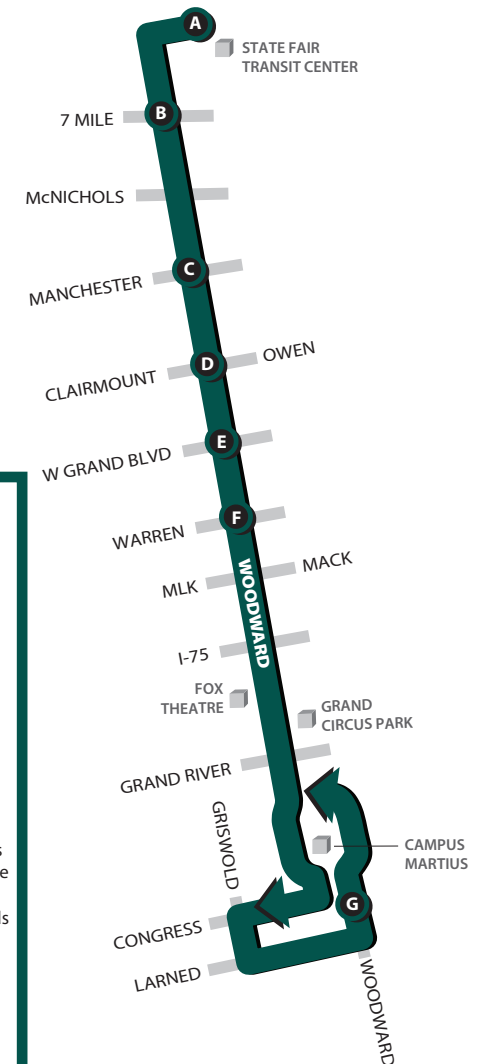 A
STATE FAIR
TRANSIT CENTER
B
7 MILE
McNICHOLS
C
MANCHESTER
D
OWEN
CLAIRMOUNT
E
W GRAND BLVD
F
WARREN
WOODWARD
MACK
MLK
I-75
FOX
THEATRE
GRAND
CIRCUS PARK
GRAND RIVER
GRISWOLD
CAMPUS
MARTIUS
G
CONGRESS
LARNED
WOODWARD